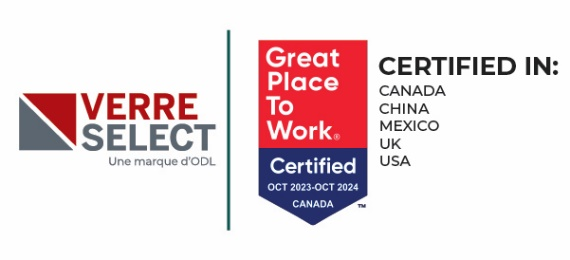 VERRE
SELECT
Une marque d'ODL
Great
Place
To
Work®
Certified
OCT 2023-OCT 2024
CANADA
™
CERTIFIED IN:
CANADA
CHINA
MEXICO
UK
USA